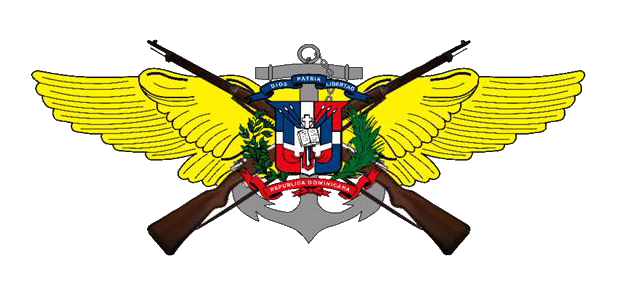 DIOS PATRIA LIBERTAD
REPUBLICA DOMINICANA